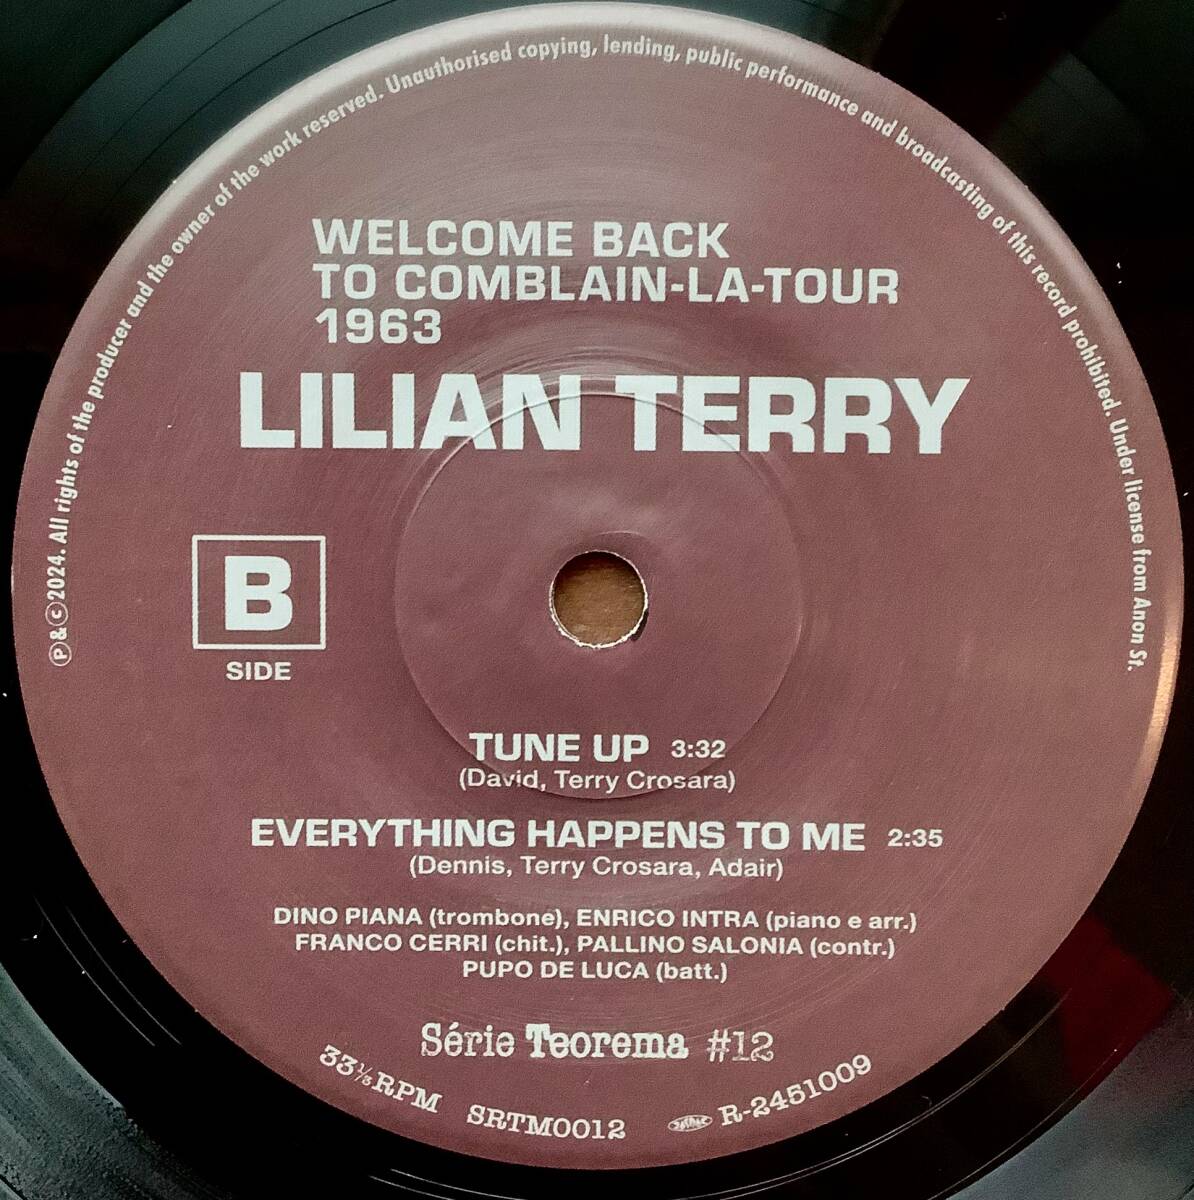 ℗&©2024. All rights of the producer and the owner of the work reserved. Unauthorised copying, lending, public performance and broadcasting of this record prohibited. Under license from Anon St.
WELCOME BACK
TO COMBLAIN-LA-TOUR
1963
LILIAN TERRY
B
SIDE
TUNE UP 3:32
(David, Terry Crosara)
EVERYTHING HAPPENS TO ME 2:35
(Dennis, Terry Crosara, Adair)
DINO PIANA (trombone), ENRICO INTRA (piano e arr.)
FRANCO CERRI (chit.), PALLINO SALONIA (contr.)
PUPO DE LUCA (batt.)
Série Teorema #12
33⅓ RPM SRTM0012 R-2451009